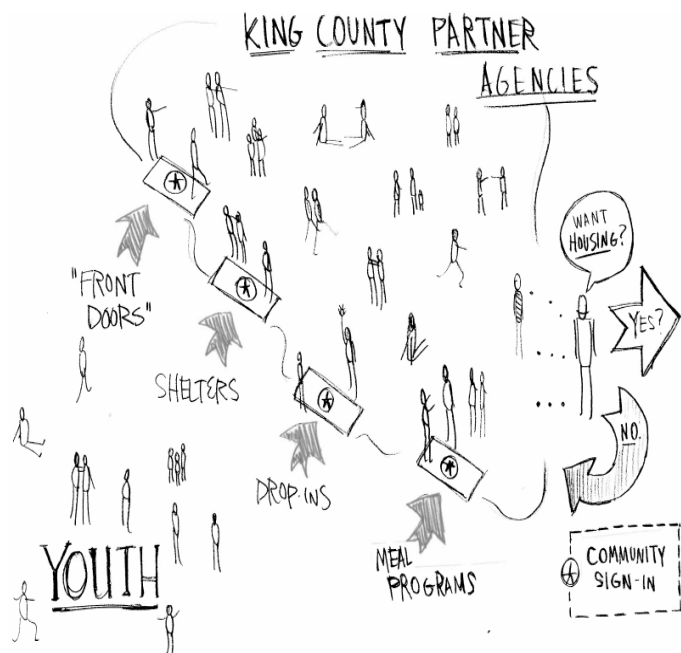 KING COUNTY PARTNER
AGENCIES
WANT
HOUSING?
"FRONT
DOORS"
YES?
SHELTERS
NO.
DROP-INS
MEAL
PROGRAMS
YOUTH
COMMUNITY
SIGN-IN